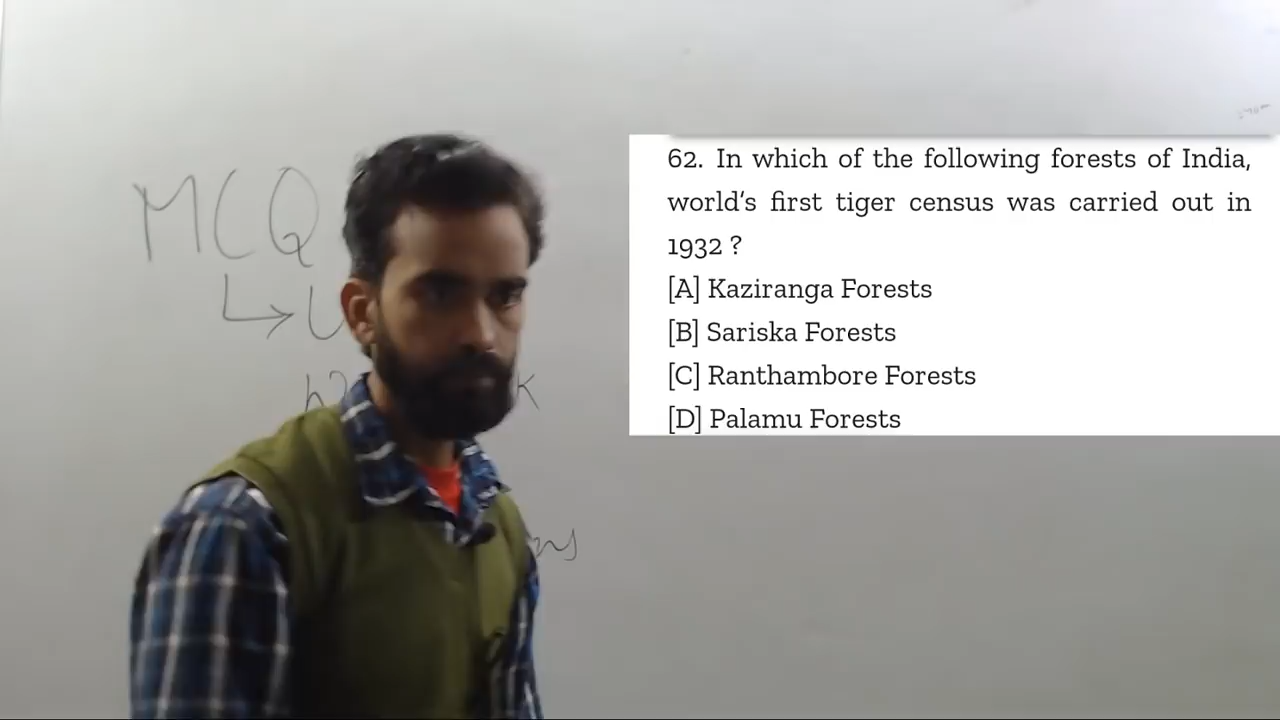 MCQ
62. In which of the following forests of India,
world's first tiger census was carried out in
1932 ?
[A] Kaziranga Forests
[B] Sariska Forests
[C] Ranthambore Forests
[D] Palamu Forests